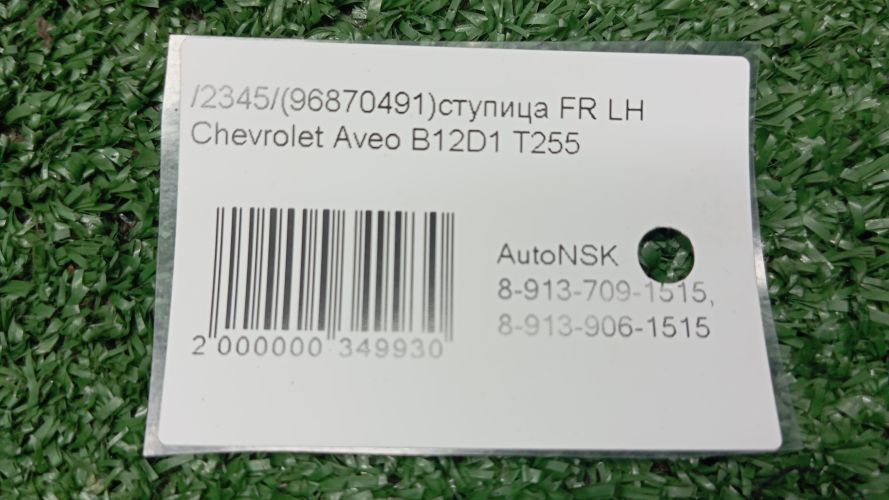 /2345/(96870491)ступица FR LH
Chevrolet Aveo B12D1 T255
AutoNSK
8-913-709-1515,
8-913-906-1515
2 000000 349930